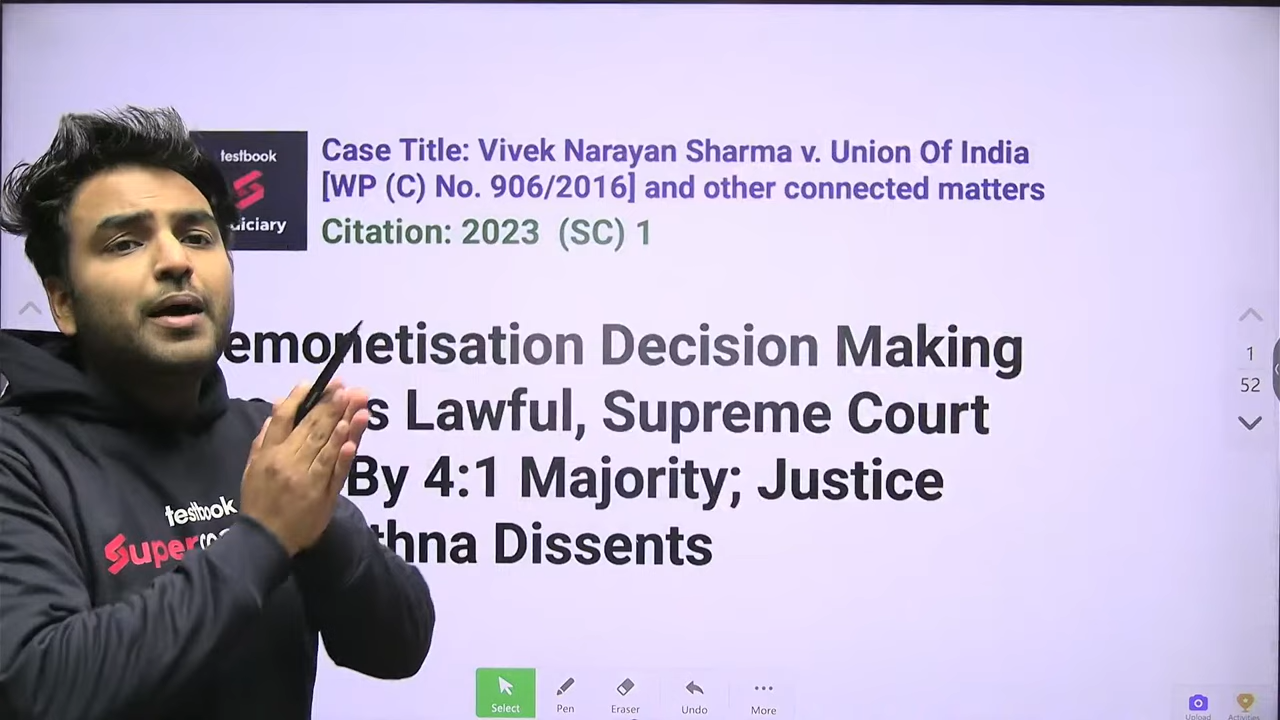 testbook
Case Title: Vivek Narayan Sharma v. Union Of India
[WP (C) No. 906/2016] and other connected matters
Citation: 2023 (SC) 1
emonetisation Decision Making
s Lawful, Supreme Court
By 4:1 Majority; Justice
thna Dissents
testbook
Super
1
52
Select
Pen
Eraser
Undo
More
Upload
Activities